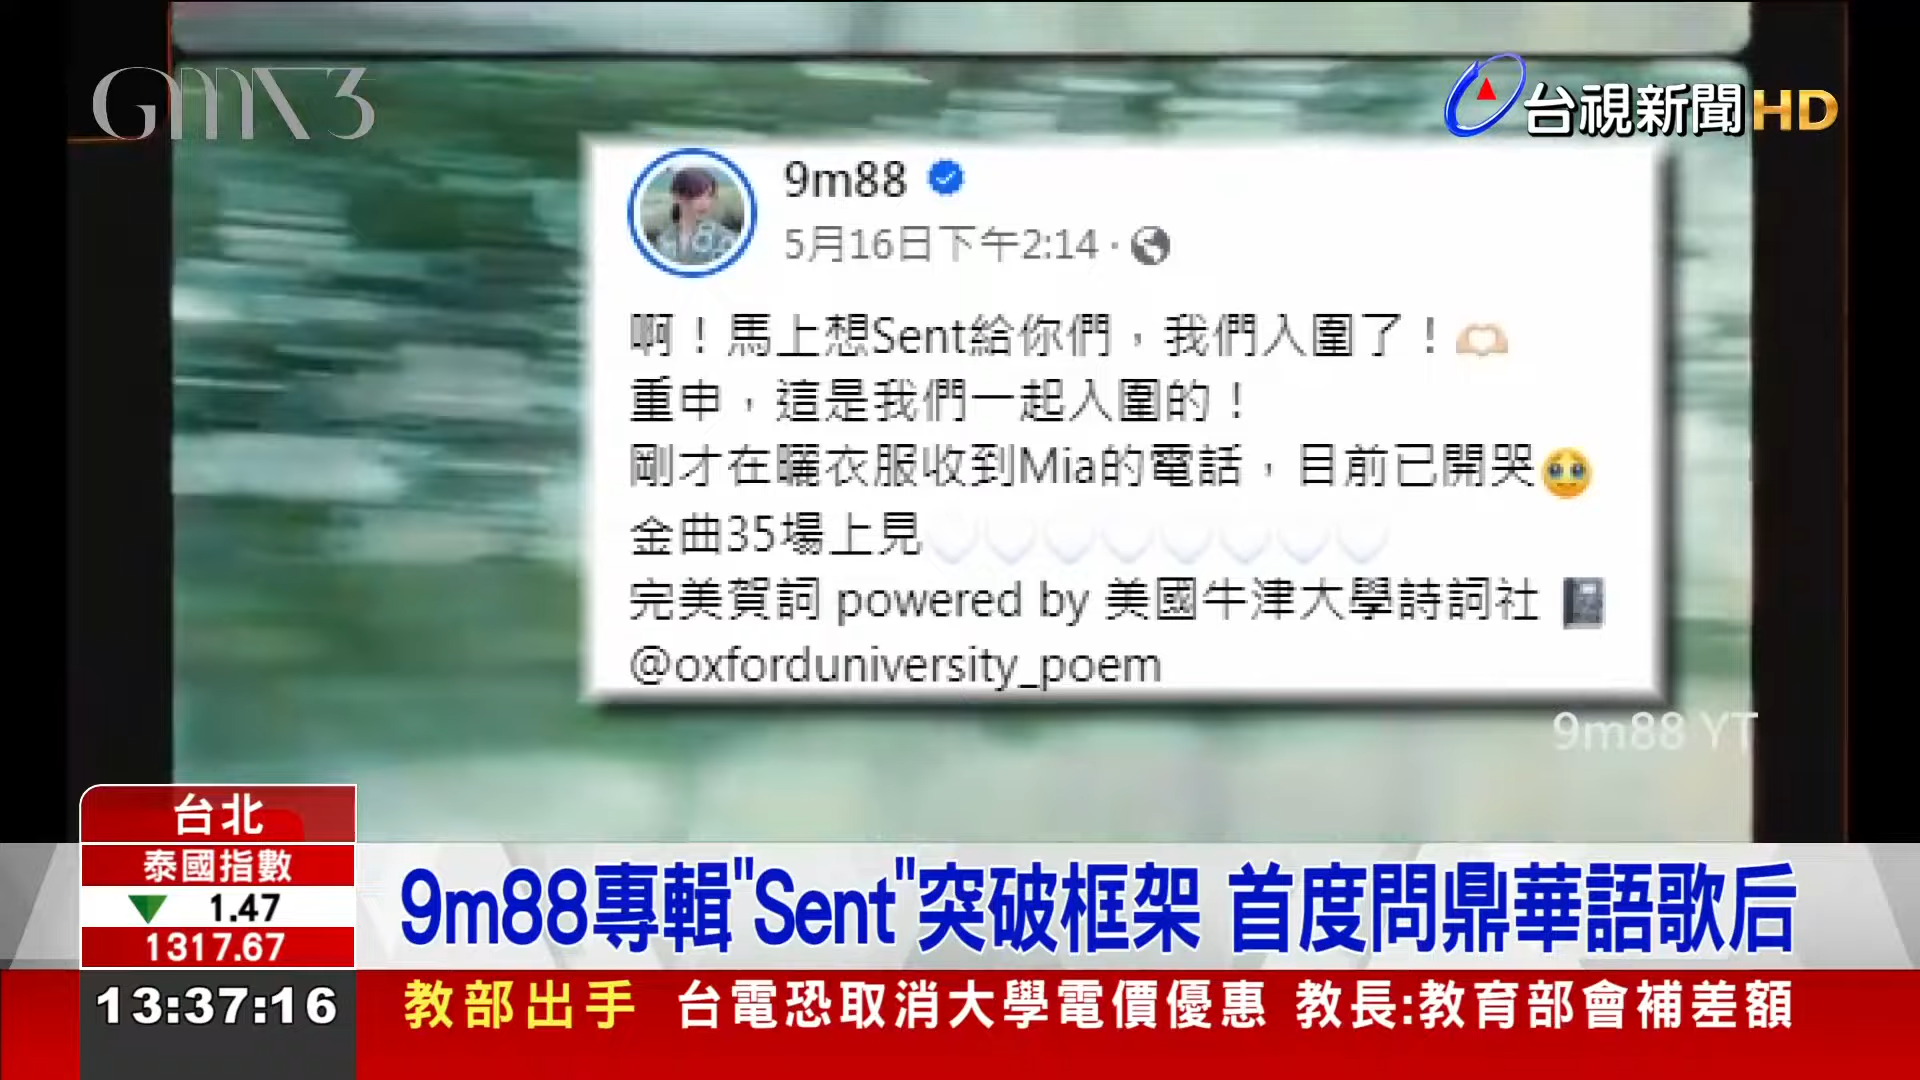 GMA35
台視新聞HD
9m88
5月16日下午2:14
啊！馬上想Sent給你們，我們入圍了！
重申，這是我們一起入圍的！
剛才在曬衣服收到Mia的電話，目前已開哭
金曲35場上見
完美賀詞 powered by 美國牛津大學詩詞社
@oxforduniversity_poem
9m88 YT
台北
泰國指數
1.47
1317.67
9m88專輯"Sent"突破框架 首度問鼎華語歌后
13:37:16
教部出手 台電恐取消大學電價優惠 教長:教育部會補差額